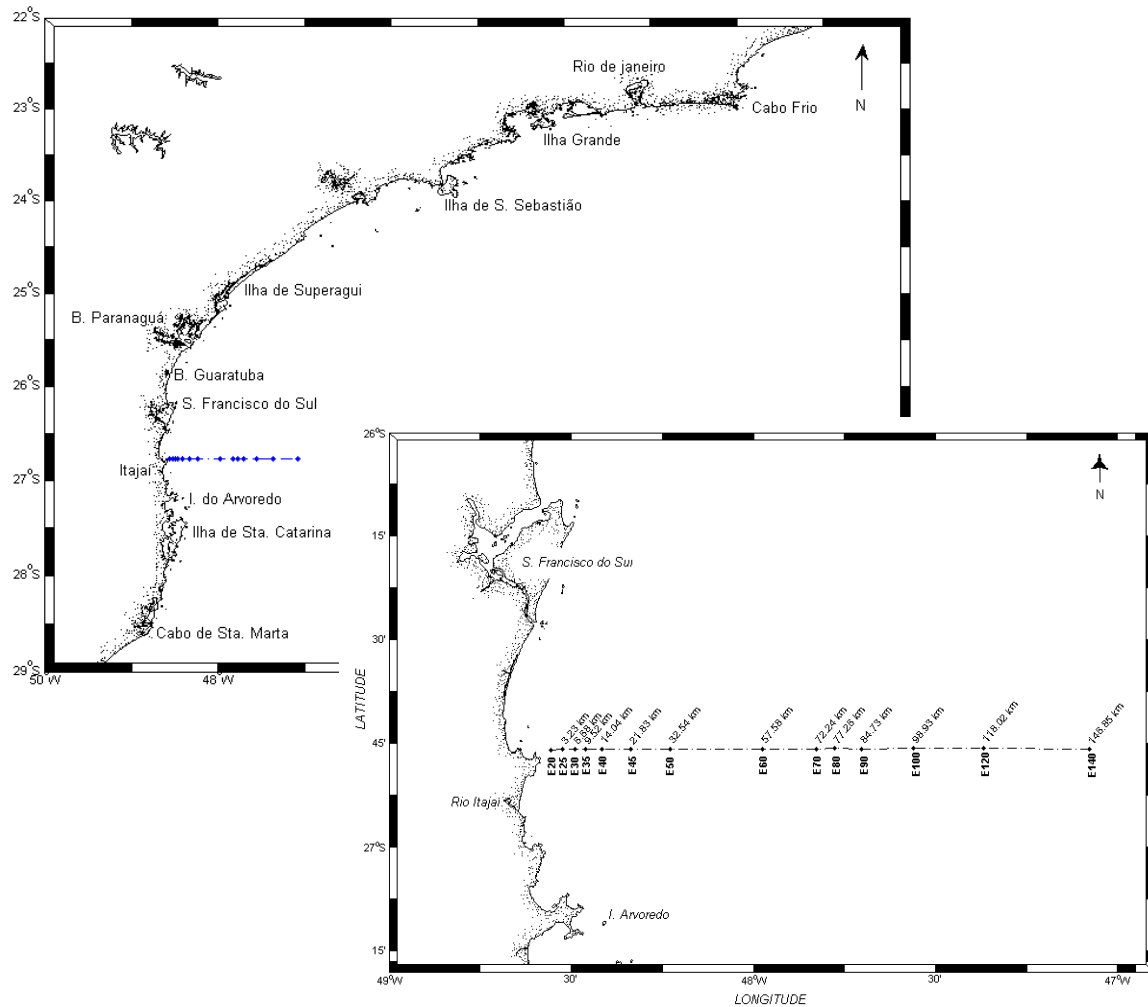 22°S
23°S
24°S
25°S
26°S
27°S
28°S
29°S
50°W
48°W
N
Rio de janeiro
Cabo Frio
Ilha Grande
Ilha de S. Sebastião
Ilha de Superagui
B. Paranaguá
B. Guaratuba
S. Francisco do Sul
Itajaí
I. do Arvoredo
Ilha de Sta. Catarina
Cabo de Sta. Marta
26°S
15'
30'
45'
27°S
15'
LATITUDE
N
S. Francisco do Sul
3.23 km
9.52 km
14.04 km
21.83 km
32.54 km
57.58 km
72.24 km
77.26 km
84.73 km
98.93 km
118.02 km
E20
E25
E30
E35
E40
E45
E50
E60
E70
E80
E90
E100
E120
E140
Rio Itajaí
I. Arvoredo
49°W
30'
48°W
30'
47°W
LONGITUDE